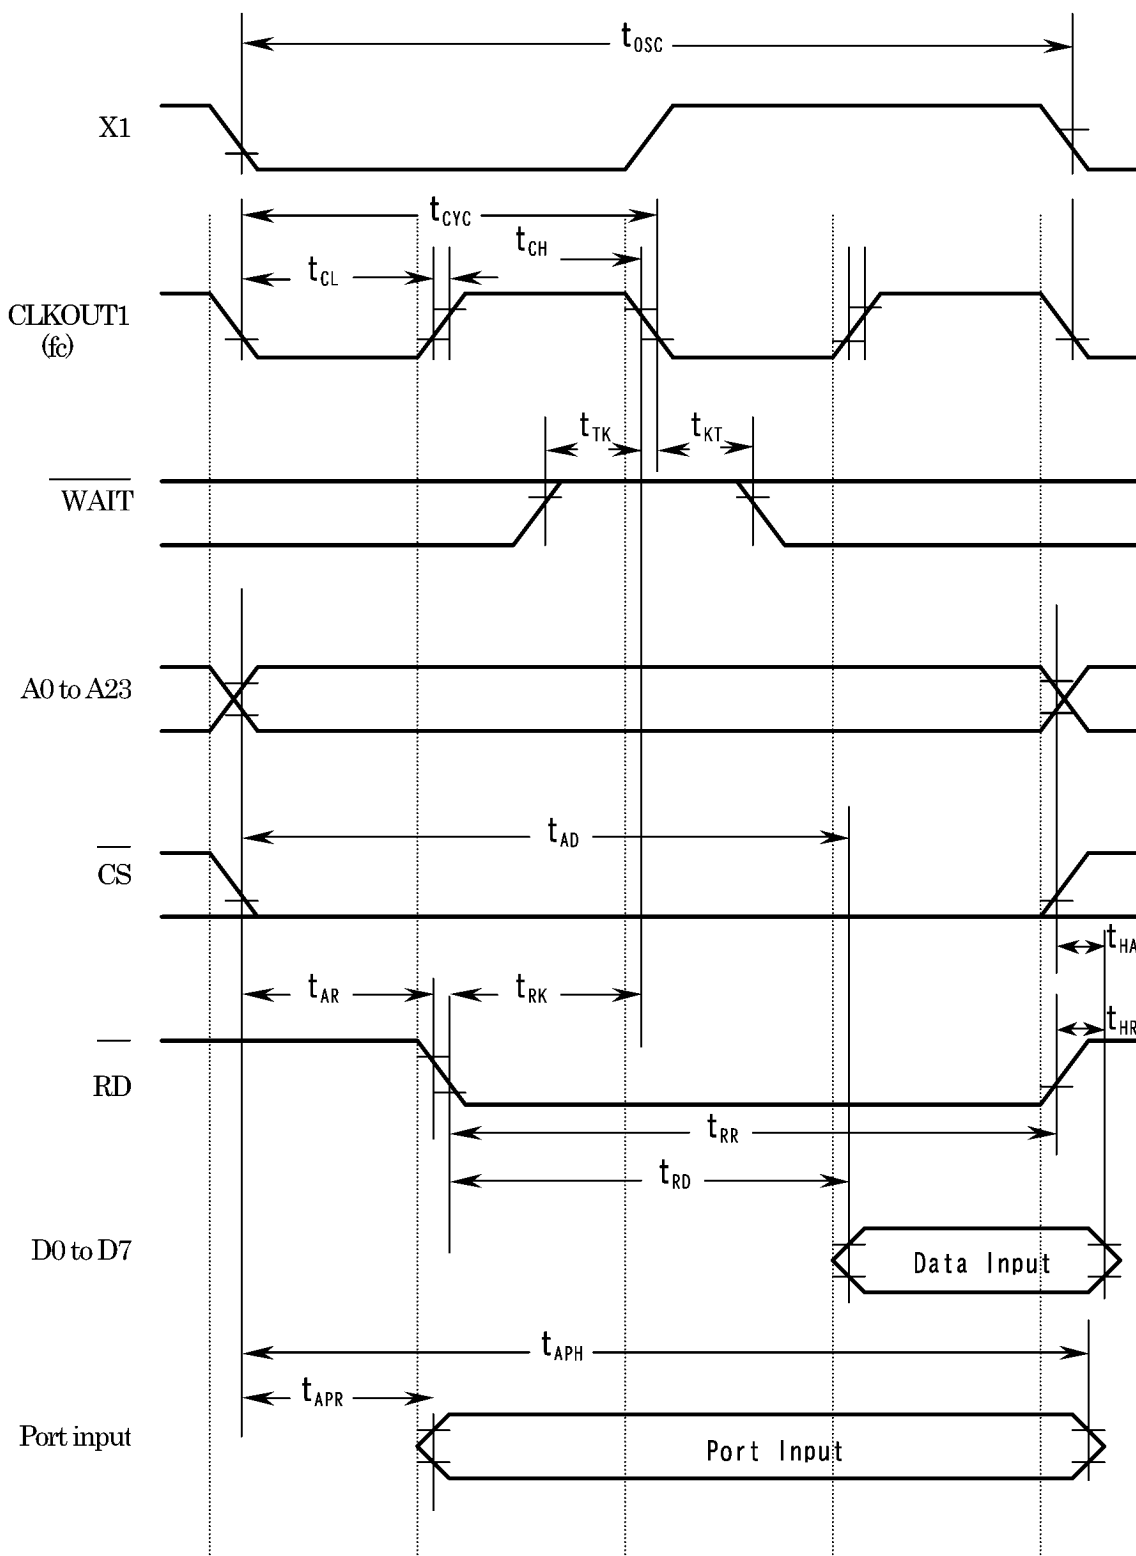 tOSC
X1
tCYC
tCH
tCL
CLKOUT1
(fc)
tTK
tKT
WAIT
A0 to A23
tAD
CS
tHA
tAR
tRK
tHR
RD
tRR
tRD
D0 to D7
Data Input
tAPH
tAPR
Port input
Port Input